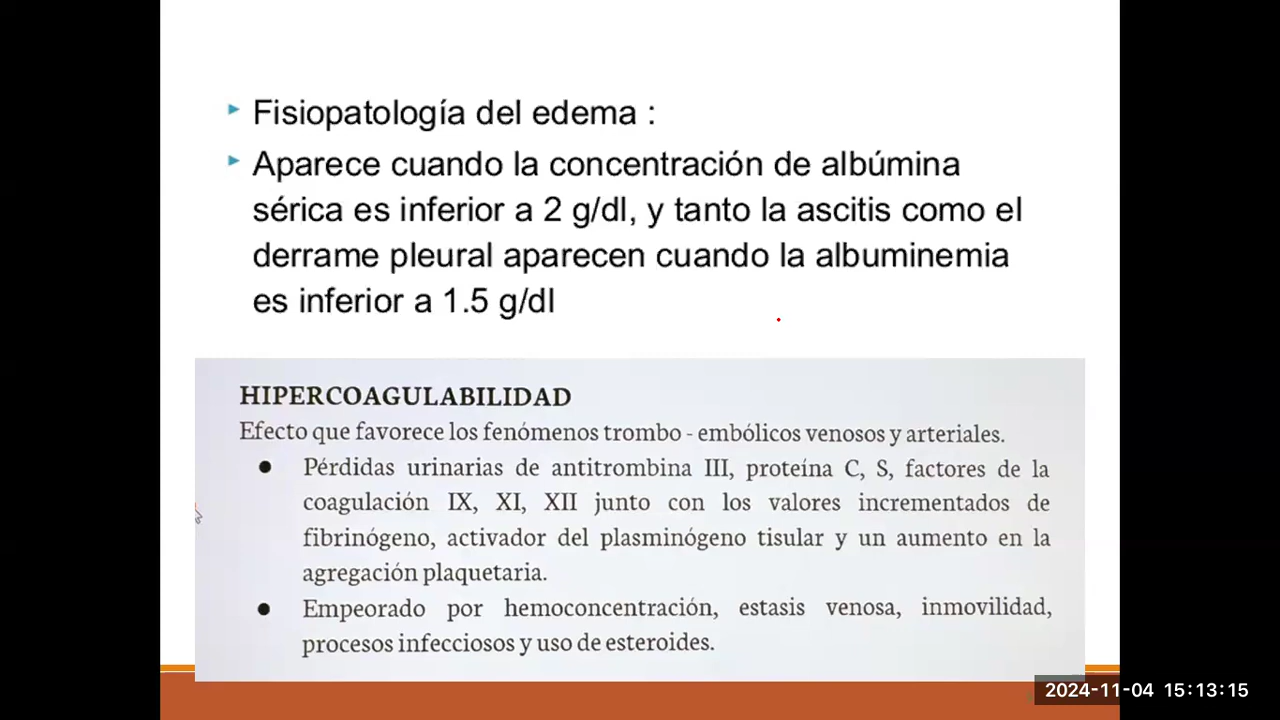 Fisiopatología del edema :
Aparece cuando la concentración de albúmina
sérica es inferior a 2 g/dl, y tanto la ascitis como el
derrame pleural aparecen cuando la albuminemia
es inferior a 1.5 g/dl
HIPERCOAGULABILIDAD
Efecto que favorece los fenómenos trombo - embólicos venosos y arteriales.
● Pérdidas urinarias de antitrombina III, proteína C, S, factores de la
coagulación IX, XI, XII junto con los valores incrementados de
fibrinógeno, activador del plasminógeno tisular y un aumento en la
agregación plaquetaria.
● Empeorado por hemoconcentración, estasis venosa, inmovilidad,
procesos infecciosos y uso de esteroides.
2024-11-04 15:13:15